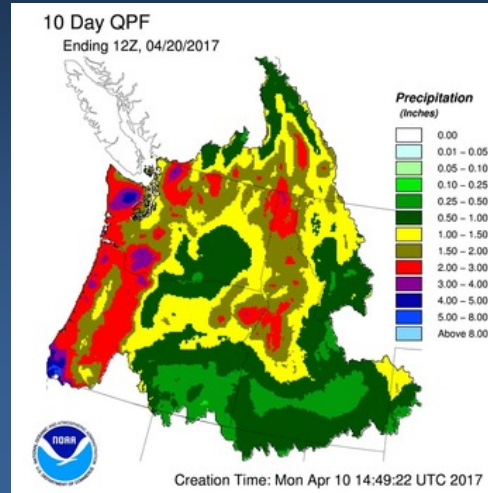 10 Day QPF
Ending 12Z, 04/20/2017
Precipitation
(Inches)
0.00
0.01 – 0.05
0.05 – 0.10
0.10 – 0.25
0.25 – 0.50
0.50 – 1.00
1.00 – 1.50
1.50 – 2.00
2.00 – 3.00
3.00 – 4.00
4.00 – 5.00
5.00 – 8.00
Above 8.00
NOAA
Creation Time: Mon Apr 10 14:49:22 UTC 2017